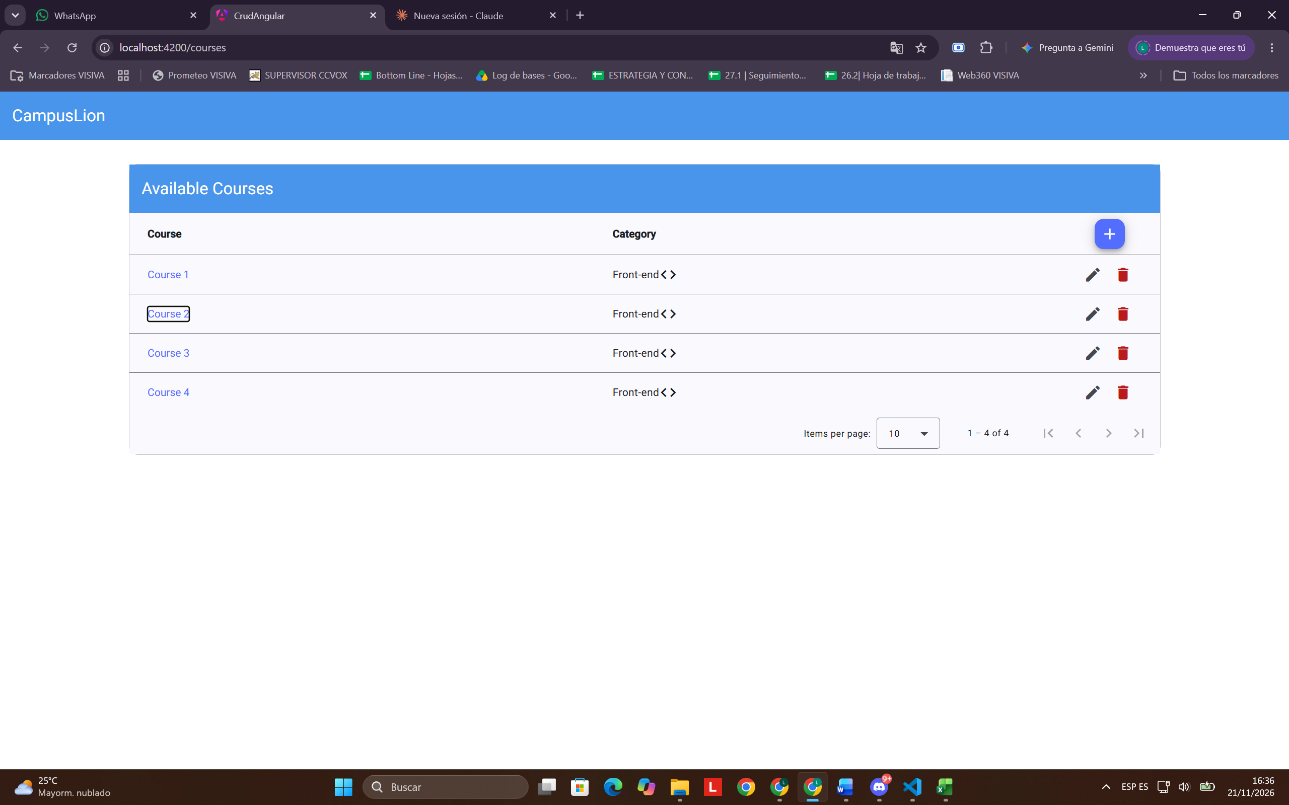 WhatsApp
CrudAngular
Nueva sesión - Claude
localhost:4200/courses
Pregunta a Gemini
L Demuestra que eres tú
Marcadores VISIVA
Prometeo VISIVA
SUPERVISOR CCVOX
Bottom Line - Hojas...
Log de bases - Goo...
ESTRATEGIA Y CON...
27.1 | Seguimiento...
26.2| Hoja de trabaj...
Web360 VISIVA
»
Todos los marcadores
CampusLion
Available Courses
Course Category +
Course 1 Front-end <>
Course 2 Front-end <>
Course 3 Front-end <>
Course 4 Front-end <>
Items per page: 10 1 – 4 of 4
25°C
Mayorm. nublado
Buscar
L
W
9+
X
ESP ES
16:36
21/11/2026